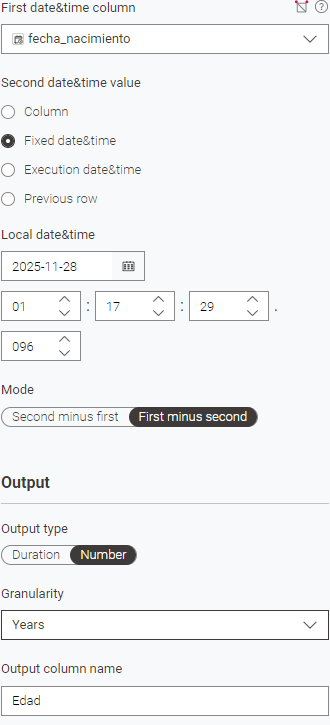 First date&time column
fecha_nacimiento
Second date&time value
Column
Fixed date&time
Execution date&time
Previous row
Local date&time
2025-11-28
01 : 17 : 29 .
096
Mode
Second minus first First minus second
Output
Output type
Duration Number
Granularity
Years
Output column name
Edad